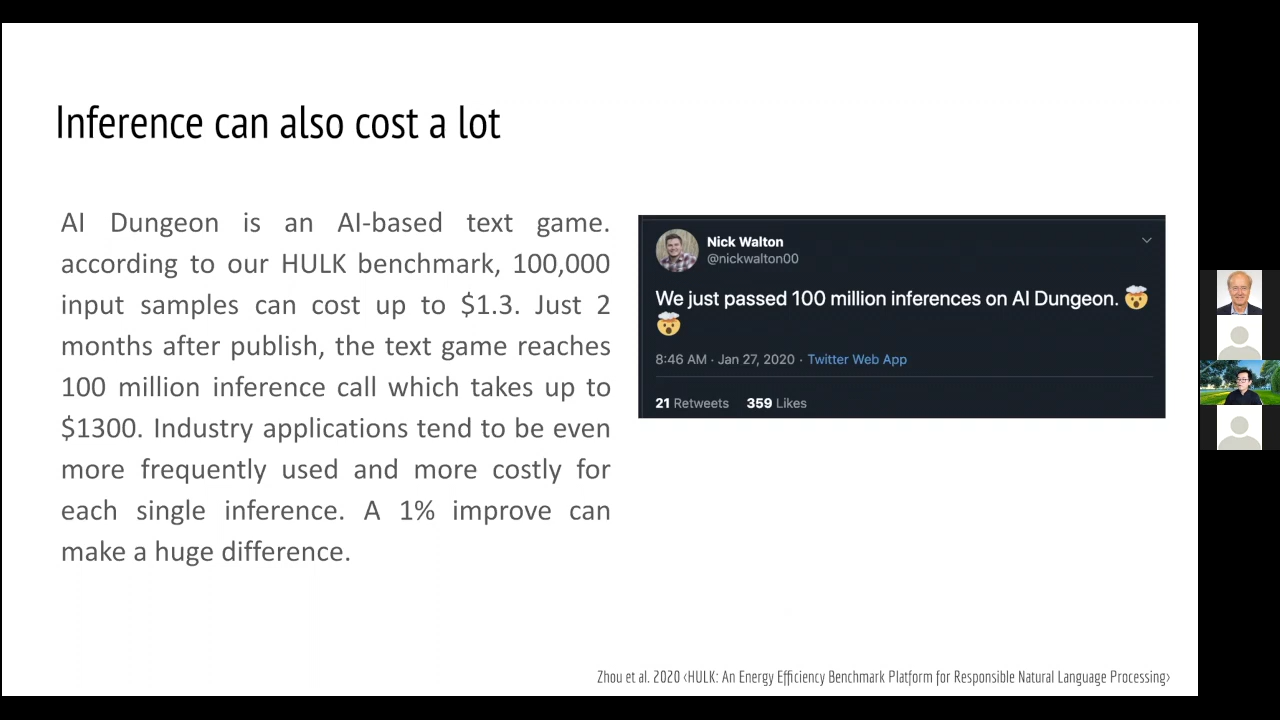 Inference can also cost a lot
AI Dungeon is an AI-based text game.
according to our HULK benchmark, 100,000
input samples can cost up to $1.3. Just 2
months after publish, the text game reaches
100 million inference call which takes up to
$1300. Industry applications tend to be even
more frequently used and more costly for
each single inference. A 1% improve can
make a huge difference.
Nick Walton
@nickwalton00
We just passed 100 million inferences on AI Dungeon. 🤯
🤯
8:46 AM · Jan 27, 2020 · Twitter Web App
21 Retweets 359 Likes
Zhou et al. 2020 ‹HULK: An Energy Efficiency Benchmark Platform for Responsible Natural Language Processing›